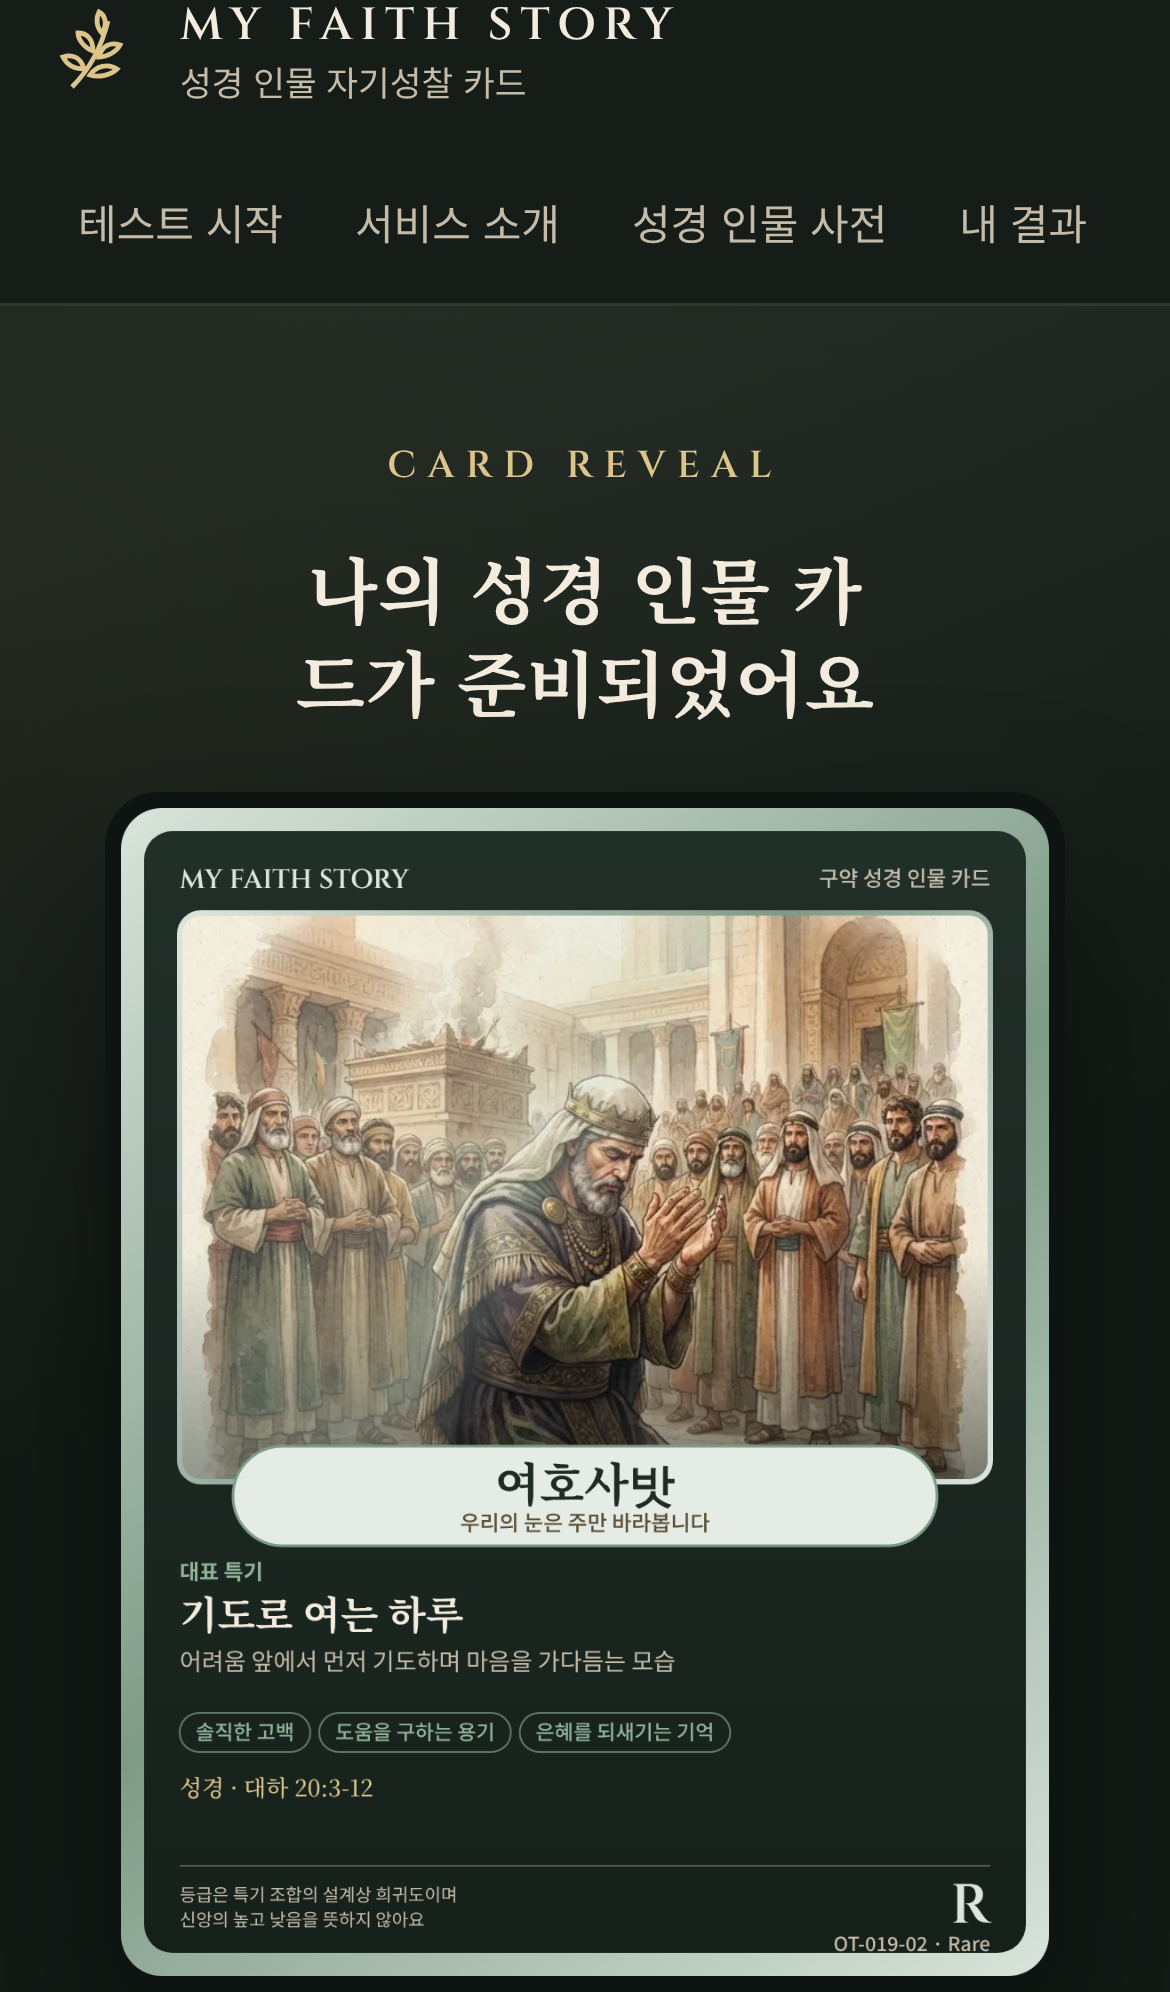 MY FAITH STORY
성경 인물 자기성찰 카드
테스트 시작 서비스 소개 성경 인물 사전 내 결과
CARD REVEAL
나의 성경 인물 카
드가 준비되었어요
MY FAITH STORY 구약 성경 인물 카드
여호사밧
우리의 눈은 주만 바라봅니다
대표 특기
기도로 여는 하루
어려움 앞에서 먼저 기도하며 마음을 가다듬는 모습
솔직한 고백 도움을 구하는 용기 은혜를 되새기는 기억
성경 · 대하 20:3-12
등급은 특기 조합의 설계상 희귀도이며
신앙의 높고 낮음을 뜻하지 않아요
R
OT-019-02 · Rare